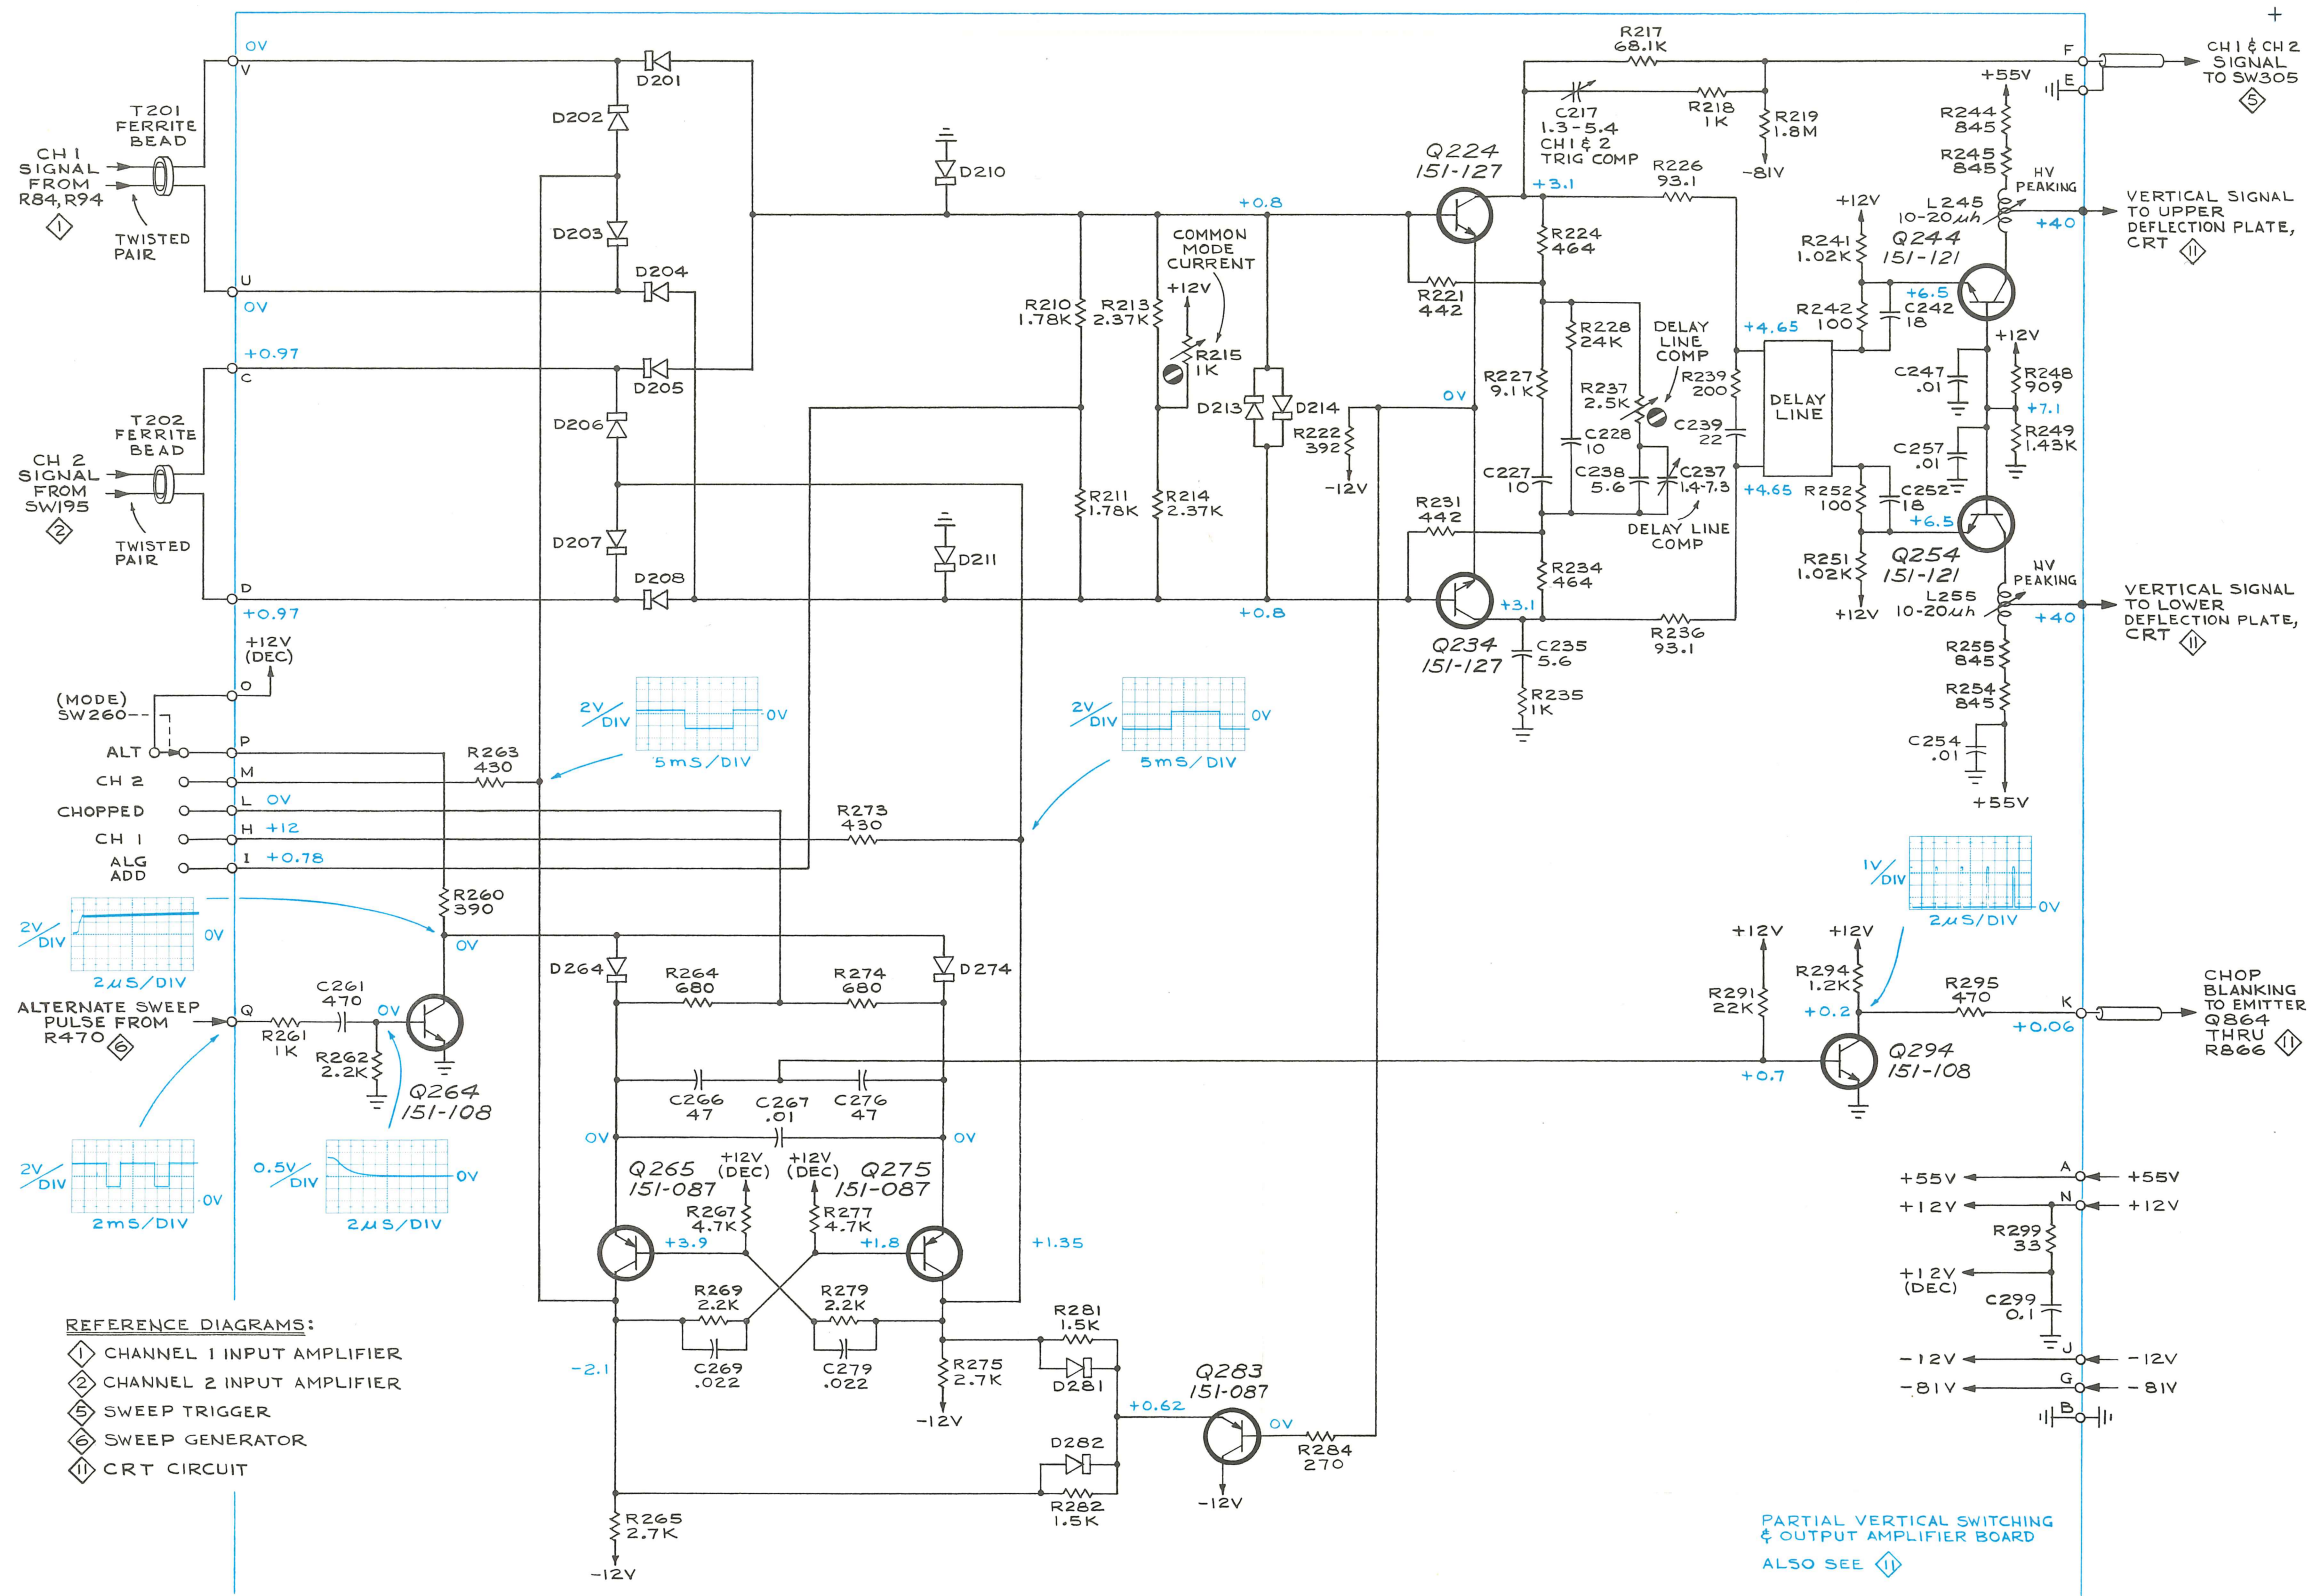 0V
V
D201
T201
FERRITE
BEAD
D202
CH 1
SIGNAL
FROM
R84, R94
1
TWISTED
PAIR
D203
D204
U
0V
D210
+0.97
C
D205
T202
FERRITE
BEAD
D206
CH 2
SIGNAL
FROM
SW195
2
TWISTED
PAIR
D207
D208
D
+0.97
D211
R210
1.78K
R213
2.37K
COMMON
MODE
CURRENT
+12V
R215
1K
R211
1.78K
R214
2.37K
+0.8
D213
D214
+0.8
R217
68.1K
C217
1.3-5.4
CH1 & 2
TRIG COMP
R218
1K
R219
1.8M
-81V
Q224
151-127
+3.1
R226
93.1
R224
464
R221
442
R228
24K
DELAY
LINE
COMP
R227
9.1K
R237
2.5K
R239
200
0V
R222
392
-12V
C228
10
C239
22
C227
10
C238
5.6
C237
1.4-7.3
DELAY LINE
COMP
R231
442
R234
464
+3.1
Q234
151-127
C235
5.6
R236
93.1
R235
1K
+4.65
DELAY
LINE
+4.65
F
E
CH 1 & CH 2
SIGNAL
TO SW305
5
+
+55V
R244
845
R245
845
HV
PEAKING
L245
10-20µh
VERTICAL SIGNAL
TO UPPER
DEFLECTION PLATE,
CRT 11
+40
+12V
R241
1.02K
Q244
151-121
+6.5
R242
100
C242
18
+12V
C247
.01
R248
909
+7.1
R249
1.43K
C257
.01
R252
100
C252
18
+6.5
R251
1.02K
+12V
Q254
151-121
HV
PEAKING
L255
10-20µh
VERTICAL SIGNAL
TO LOWER
DEFLECTION PLATE,
CRT 11
+40
R255
845
R254
845
C254
.01
+55V
+12V
(DEC)
O
(MODE)
SW260
ALT
P
CH 2
M
CHOPPED
L
0V
CH 1
H
+12
ALG
ADD
I
+0.78
R263
430
2V/DIV
0V
5mS/DIV
2V/DIV
0V
5mS/DIV
R273
430
R260
390
2V/DIV
0V
2µS/DIV
0V
D264
R264
680
R274
680
D274
ALTERNATE SWEEP
PULSE FROM
R470 6
Q
C261
470
0V
R261
1K
R262
2.2K
Q264
151-108
2V/DIV
0V
2mS/DIV
0.5V/DIV
0V
2µS/DIV
C266
47
C267
.01
C276
47
0V
0V
Q265
151-087
+12V
(DEC)
+12V
(DEC)
Q275
151-087
R267
4.7K
R277
4.7K
+3.9
+1.8
+1.35
R269
2.2K
R279
2.2K
C269
.022
C279
.022
-2.1
R275
2.7K
-12V
R281
1.5K
D281
+0.62
Q283
151-087
0V
R284
270
-12V
D282
R282
1.5K
R265
2.7K
-12V
1V/DIV
0V
2µS/DIV
+12V
+12V
R291
22K
R294
1.2K
R295
470
+0.2
K
+0.06
CHOP
BLANKING
TO EMITTER
Q864
THRU
R866 11
+0.7
Q294
151-108
+55V
A
+55V
+12V
N
+12V
R299
33
+12V
(DEC)
C299
0.1
-12V
J
-12V
-81V
G
-81V
B
REFERENCE DIAGRAMS:
1 CHANNEL 1 INPUT AMPLIFIER
2 CHANNEL 2 INPUT AMPLIFIER
5 SWEEP TRIGGER
6 SWEEP GENERATOR
11 CRT CIRCUIT
PARTIAL VERTICAL SWITCHING
& OUTPUT AMPLIFIER BOARD
ALSO SEE 11